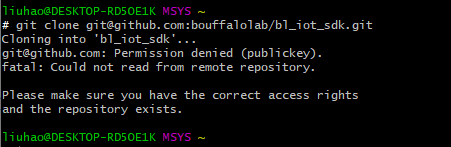 liuhao@DESKTOP-RD5OE1K MSYS ~
# git clone git@github.com:bouffalolab/bl_iot_sdk.git
Cloning into 'bl_iot_sdk'...
git@github.com: Permission denied (publickey).
fatal: Could not read from remote repository.
Please make sure you have the correct access rights
and the repository exists.
liuhao@DESKTOP-RD5OE1K MSYS ~